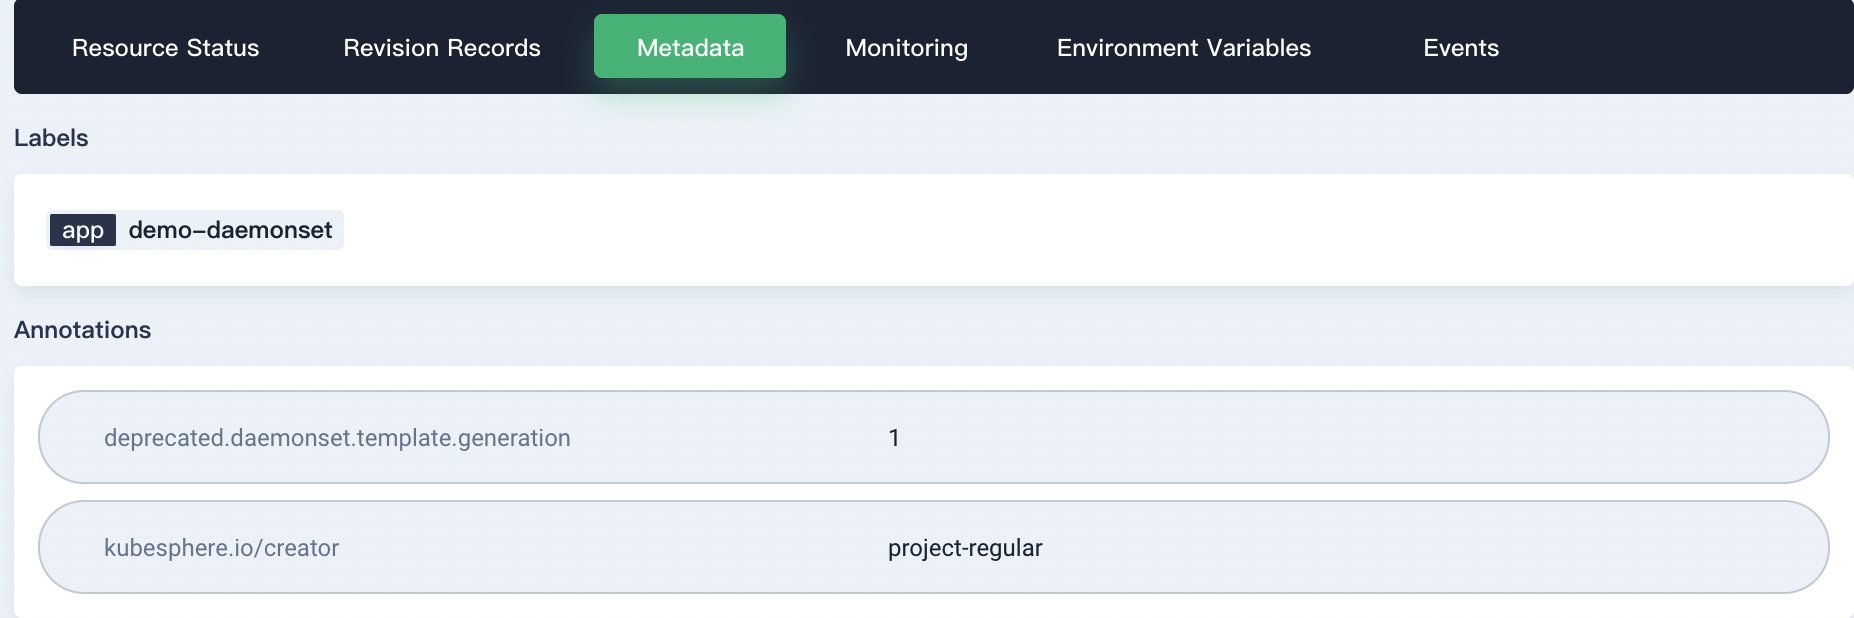 Resource Status Revision Records Metadata Monitoring Environment Variables Events
Labels
app demo-daemonset
Annotations
deprecated.daemonset.template.generation 1
kubesphere.io/creator project-regular